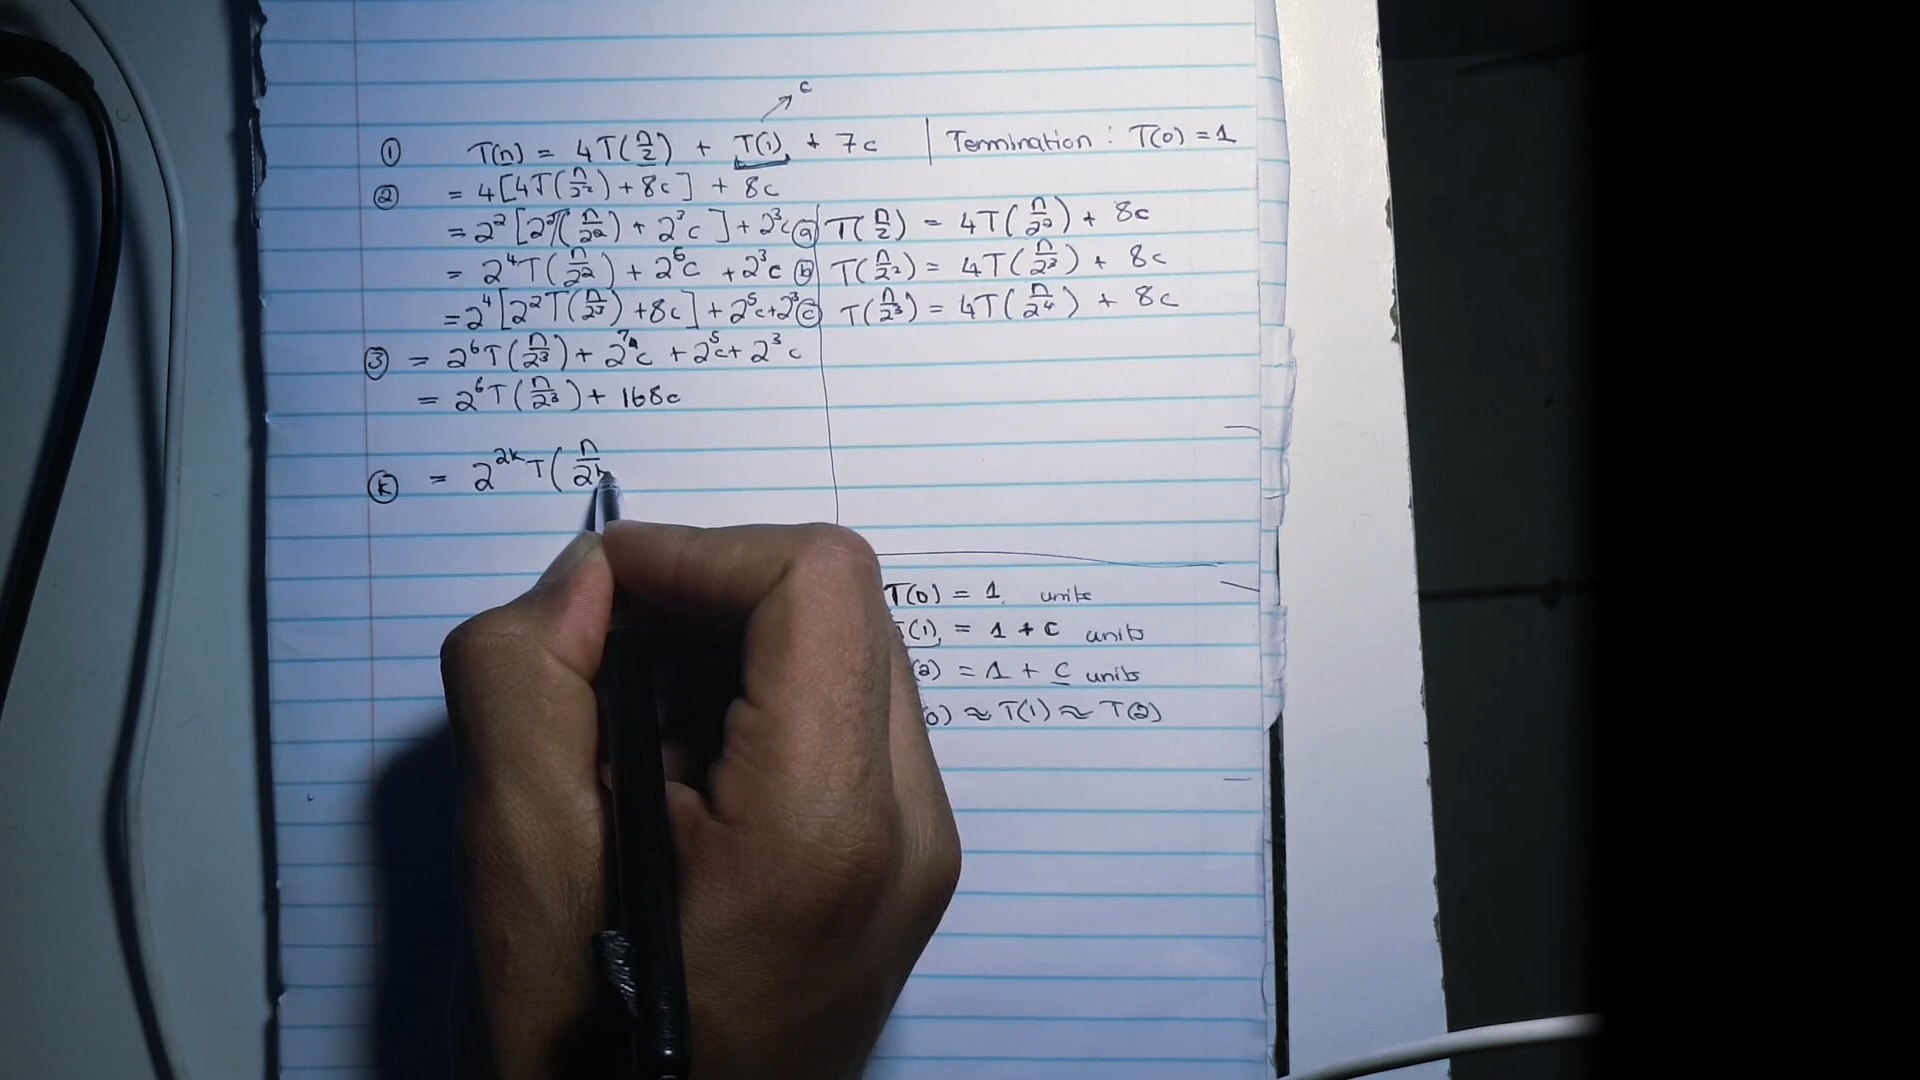 c
① T(n) = 4T(n/2) + T(1) + 7c | Termination : T(0) = 1
② = 4[4T(n/2²) + 8c] + 8c
= 2²[2²T(n/2²) + 2³c] + 2³c
= 2⁴T(n/2²) + 2⁵c + 2³c
= 2⁴[2²T(n/2³) + 8c] + 2⁵c + 2³c
③ = 2⁶T(n/2³) + 2⁷c + 2⁵c + 2³c
= 2⁶T(n/2³) + 168c
ⓚ = 2²ᵏT(n/2ᵏ
ⓐ T(n/2) = 4T(n/2²) + 8c
ⓑ T(n/2²) = 4T(n/2³) + 8c
ⓒ T(n/2³) = 4T(n/2⁴) + 8c
T(0) = 1 units
T(1) = 1 + c units
(2) = 1 + c units
(0) ≈ T(1) ≈ T(2)